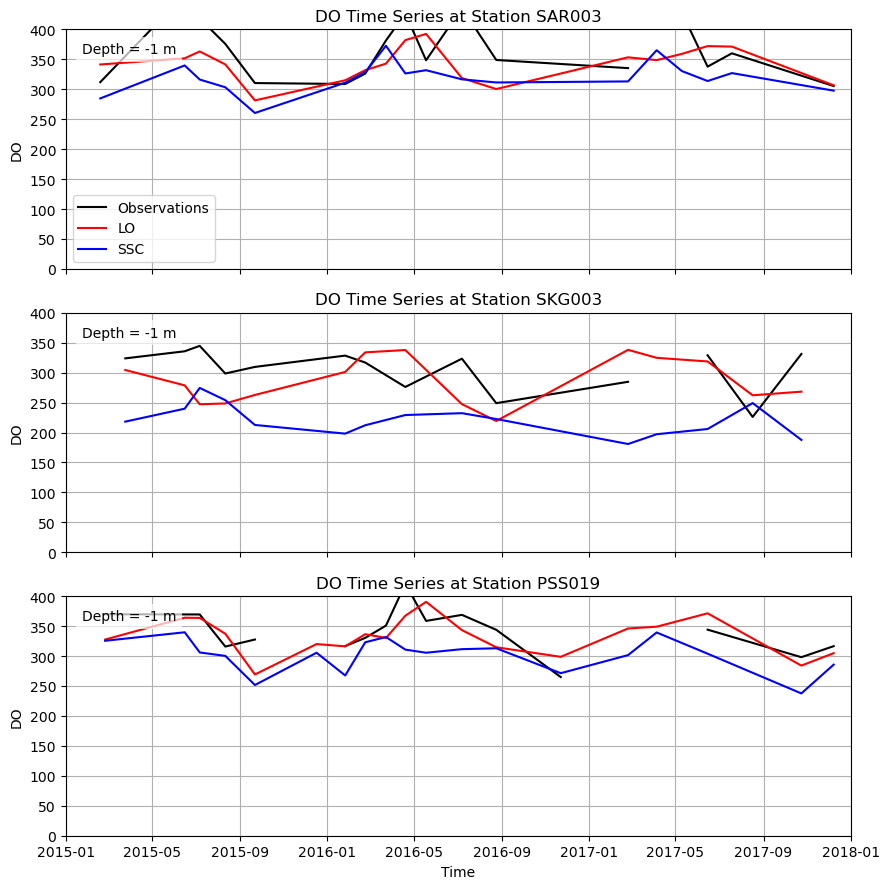 DO Time Series at Station SAR003
400
Depth = -1 m
350
300
250
DO
200
150
100
50
0
Observations
LO
SSC
DO Time Series at Station SKG003
400
Depth = -1 m
350
300
250
DO
200
150
100
50
0
DO Time Series at Station PSS019
400
Depth = -1 m
350
300
250
DO
200
150
100
50
0
2015-01 2015-05 2015-09 2016-01 2016-05 2016-09 2017-01 2017-05 2017-09 2018-01
Time